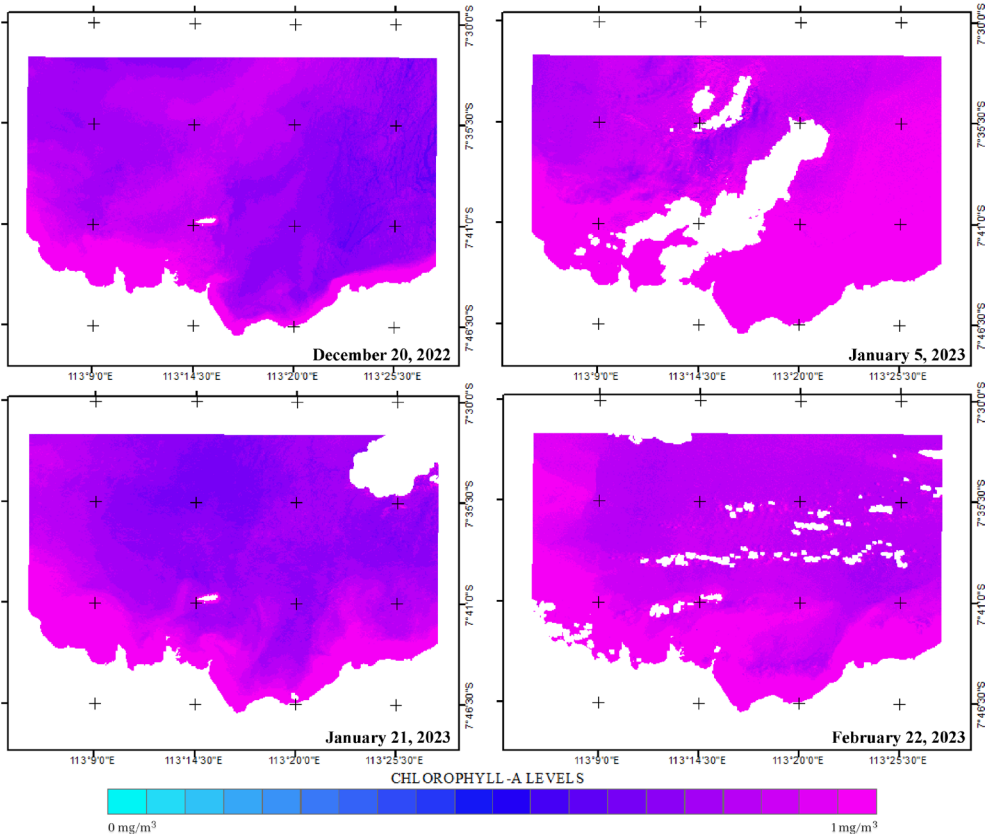 7°30'0"S
7°35'30"S
7°41'0"S
7°46'30"S
December 20, 2022
113°9'0"E 113°14'30"E 113°20'0"E 113°25'30"E
7°30'0"S
7°35'30"S
7°41'0"S
7°46'30"S
January 5, 2023
113°9'0"E 113°14'30"E 113°20'0"E 113°25'30"E
7°30'0"S
7°35'30"S
7°41'0"S
7°46'30"S
January 21, 2023
113°9'0"E 113°14'30"E 113°20'0"E 113°25'30"E
7°30'0"S
7°35'30"S
7°41'0"S
7°46'30"S
February 22, 2023
113°9'0"E 113°14'30"E 113°20'0"E 113°25'30"E
CHLOROPHYLL-A LEVELS
0 mg/m³ 1 mg/m³